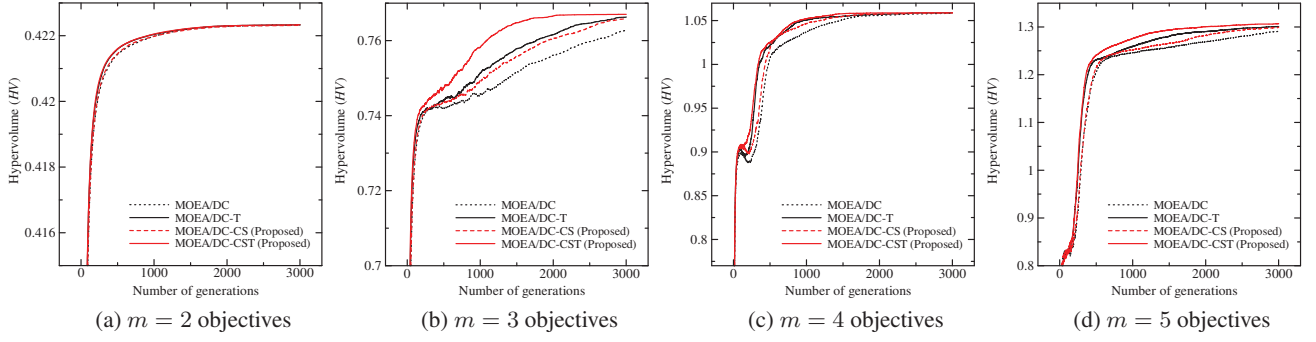 0.422
0.42
0.418
0.416
Hypervolume (HV)
MOEA/DC
MOEA/DC-T
MOEA/DC-CS (Proposed)
MOEA/DC-CST (Proposed)
0
1000
2000
3000
Number of generations
(a) m = 2 objectives
0.76
0.74
0.72
0.7
Hypervolume (HV)
MOEA/DC
MOEA/DC-T
MOEA/DC-CS (Proposed)
MOEA/DC-CST (Proposed)
0
1000
2000
3000
Number of generations
(b) m = 3 objectives
1.05
1
0.95
0.9
0.85
0.8
Hypervolume (HV)
MOEA/DC
MOEA/DC-T
MOEA/DC-CS (Proposed)
MOEA/DC-CST (Proposed)
0
1000
2000
3000
Number of generations
(c) m = 4 objectives
1.3
1.2
1.1
1
0.9
0.8
Hypervolume (HV)
MOEA/DC
MOEA/DC-T
MOEA/DC-CS (Proposed)
MOEA/DC-CST (Proposed)
0
1000
2000
3000
Number of generations
(d) m = 5 objectives